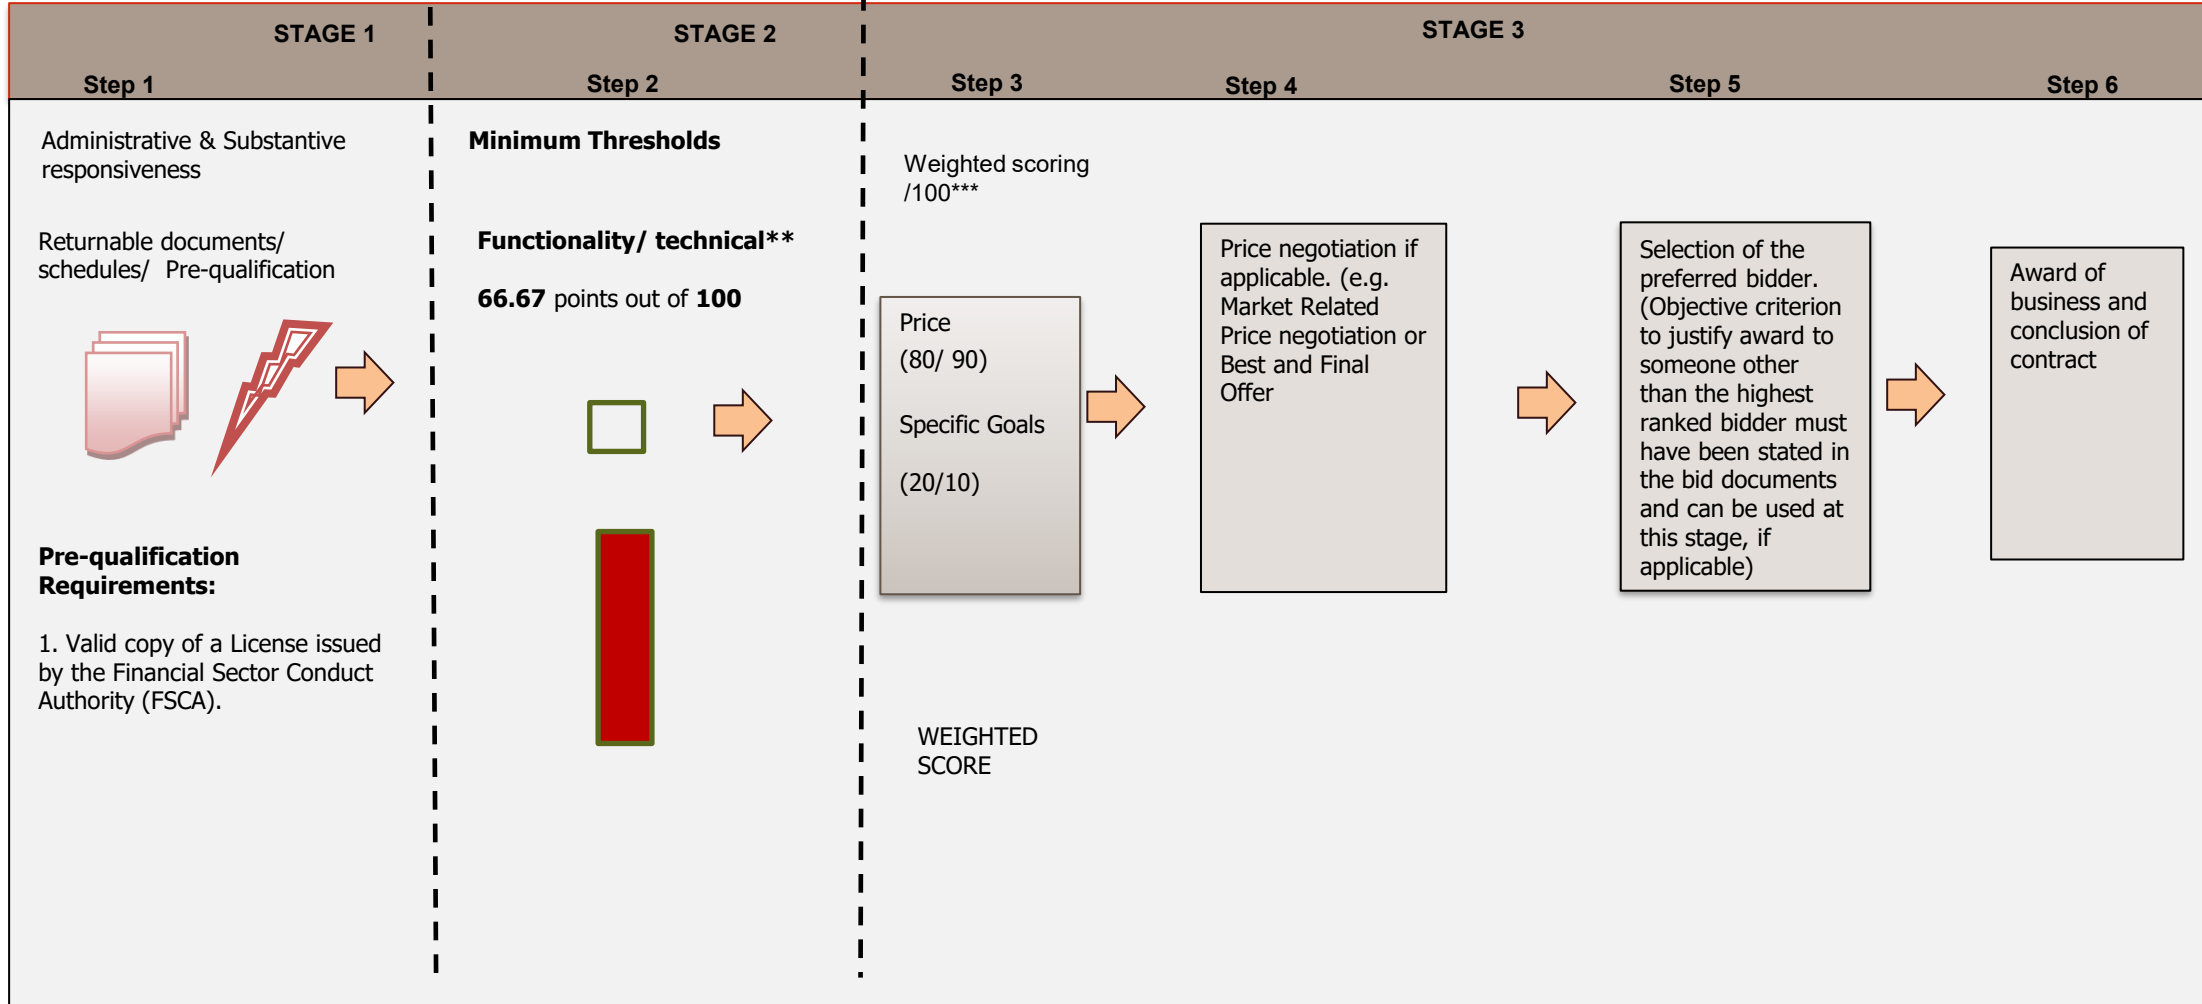 STAGE 1
STAGE 2
STAGE 3
Step 1
Step 2
Step 3
Step 4
Step 5
Step 6
Administrative & Substantive
responsiveness
Returnable documents/
schedules/ Pre-qualification
Pre-qualification
Requirements:
1. Valid copy of a License issued
by the Financial Sector Conduct
Authority (FSCA).
Minimum Thresholds
Functionality/ technical**
66.67 points out of 100
Weighted scoring
/100***
Price
(80/ 90)
Specific Goals
(20/10)
WEIGHTED
SCORE
Price negotiation if
applicable. (e.g.
Market Related
Price negotiation or
Best and Final
Offer
Selection of the
preferred bidder.
(Objective criterion
to justify award to
someone other
than the highest
ranked bidder must
have been stated in
the bid documents
and can be used at
this stage, if
applicable)
Award of
business and
conclusion of
contract